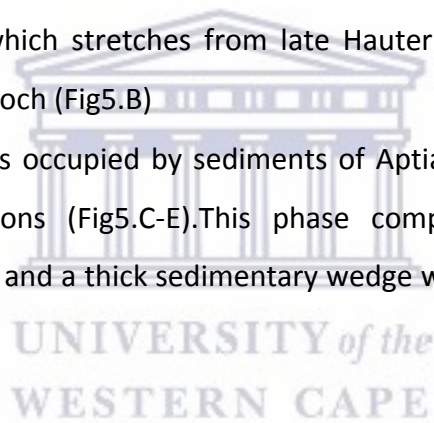 which stretches from late Hauter
och (Fig5.B)
s occupied by sediments of Aptia
ons (Fig5.C-E).This phase comp
and a thick sedimentary wedge w
UNIVERSITY of the
WESTERN CAPE